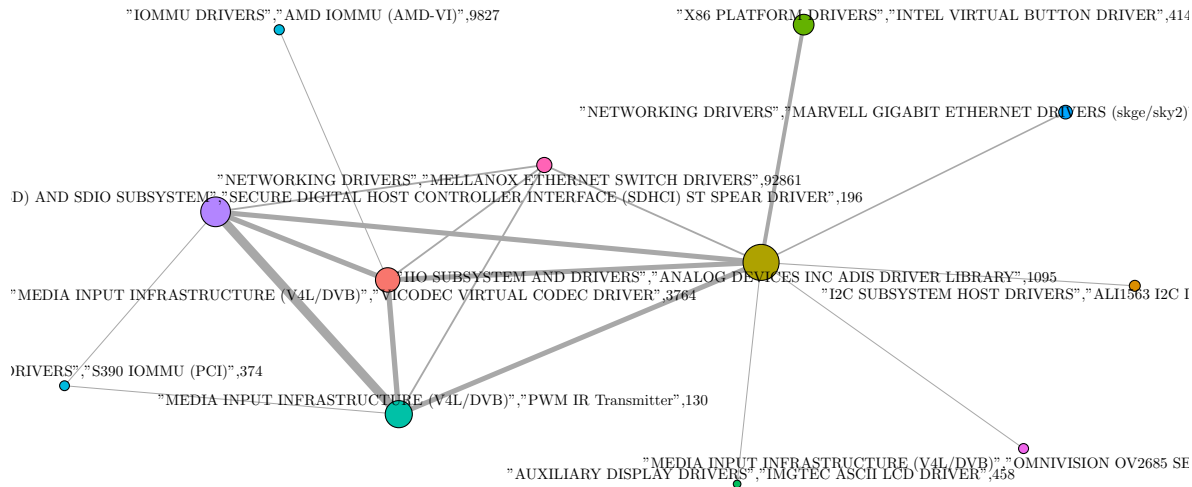 "IOMMU DRIVERS","AMD IOMMU (AMD-VI)",9827
"X86 PLATFORM DRIVERS","INTEL VIRTUAL BUTTON DRIVER",414
"NETWORKING DRIVERS","MARVELL GIGABIT ETHERNET DRIVERS (skge/sky2)
"NETWORKING DRIVERS","MELLANOX ETHERNET SWITCH DRIVERS",92861
D) AND SDIO SUBSYSTEM","SECURE DIGITAL HOST CONTROLLER INTERFACE (SDHCI) ST SPEAR DRIVER",196
"IIO SUBSYSTEM AND DRIVERS","ANALOG DEVICES INC ADIS DRIVER LIBRARY",1095
"MEDIA INPUT INFRASTRUCTURE (V4L/DVB)","VICODEC VIRTUAL CODEC DRIVER",3764
"I2C SUBSYSTEM HOST DRIVERS","ALI1563 I2C
DRIVERS","S390 IOMMU (PCI)",374
"MEDIA INPUT INFRASTRUCTURE (V4L/DVB)","PWM IR Transmitter",130
"MEDIA INPUT INFRASTRUCTURE (V4L/DVB)","OMNIVISION OV2685 SE
"AUXILIARY DISPLAY DRIVERS","IMGTEC ASCII LCD DRIVER",458